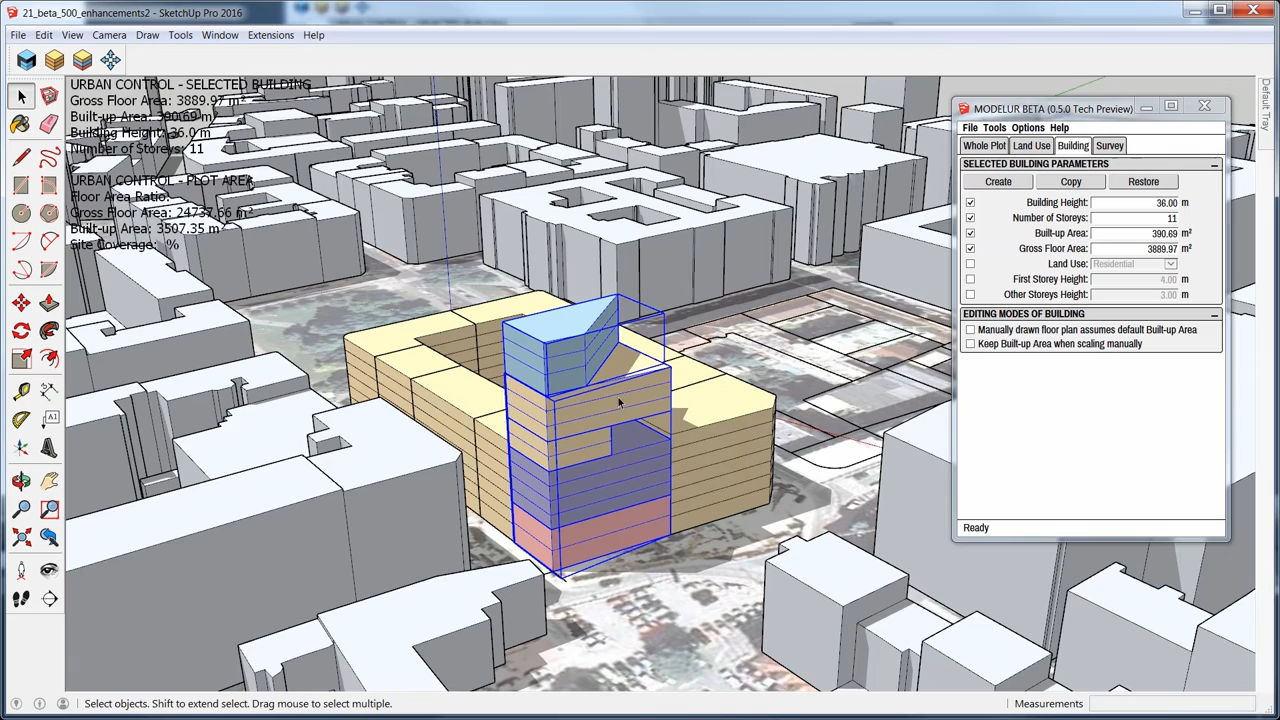 21_beta_500_enhancements2 - SketchUp Pro 2016
File Edit View Camera Draw Tools Window Extensions Help
URBAN CONTROL - SELECTED BUILDING
Gross Floor Area: 3889.97 m²
Built-up Area: 390.69 m²
Building Height: 36.0 m
Number of Storeys: 11
URBAN CONTROL - PLOT AREA
Floor Area Ratio:
Gross Floor Area: 24737.66 m²
Built-up Area: 3507.35 m²
Site Coverage: %
Default Tray
MODELUR BETA (0.5.0 Tech Preview)
File Tools Options Help
Whole Plot Land Use Building Survey
SELECTED BUILDING PARAMETERS
Create Copy Restore
Building Height: 36.00 m
Number of Storeys: 11
Built-up Area: 390.69 m²
Gross Floor Area: 3889.97 m²
Land Use: Residential
First Storey Height: 4.00 m
Other Storeys Height: 3.00 m
EDITING MODES OF BUILDING
Manually drawn floor plan assumes default Built-up Area
Keep Built-up Area when scaling manually
Ready
A1
Select objects. Shift to extend select. Drag mouse to select multiple.
Measurements